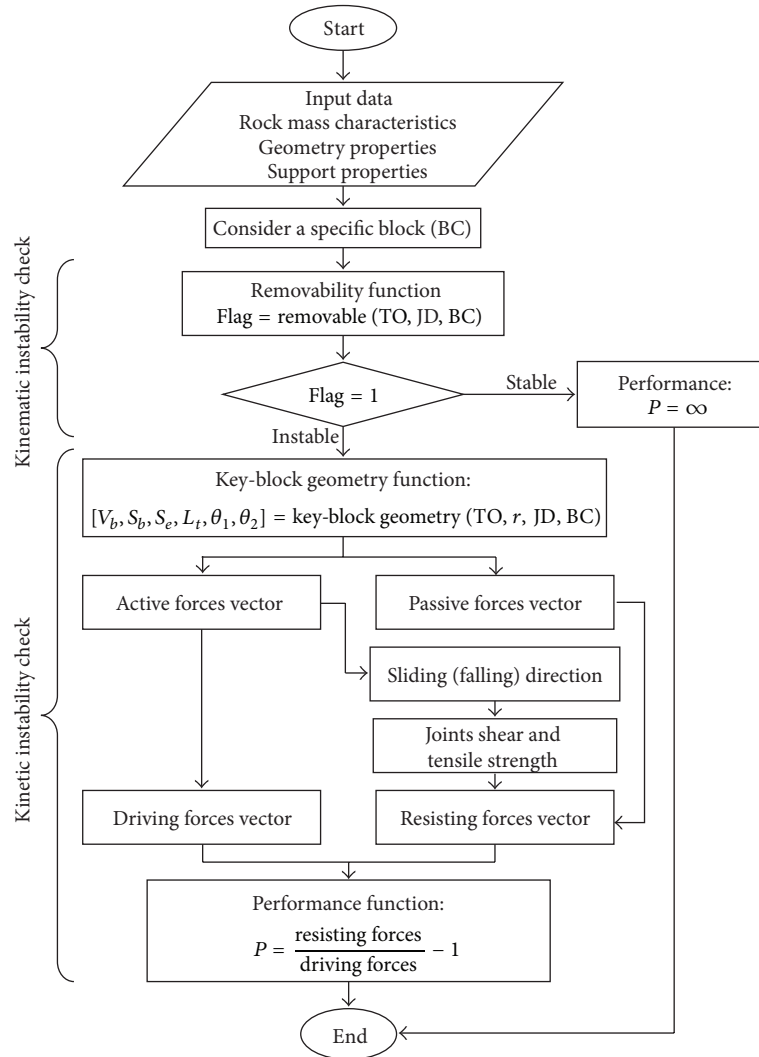 Start
Input data
Rock mass characteristics
Geometry properties
Support properties
Consider a specific block (BC)
Kinematic instability check
Removability function
Flag = removable (TO, JD, BC)
Flag = 1
Stable
Performance:
P = ∞
Instable
Kinetic instability check
Key-block geometry function:
[V_b, S_b, S_e, L_t, θ_1, θ_2] = key-block geometry (TO, r, JD, BC)
Active forces vector
Passive forces vector
Sliding (falling) direction
Joints shear and
tensile strength
Driving forces vector
Resisting forces vector
Performance function:
P = resisting forces / driving forces − 1
End